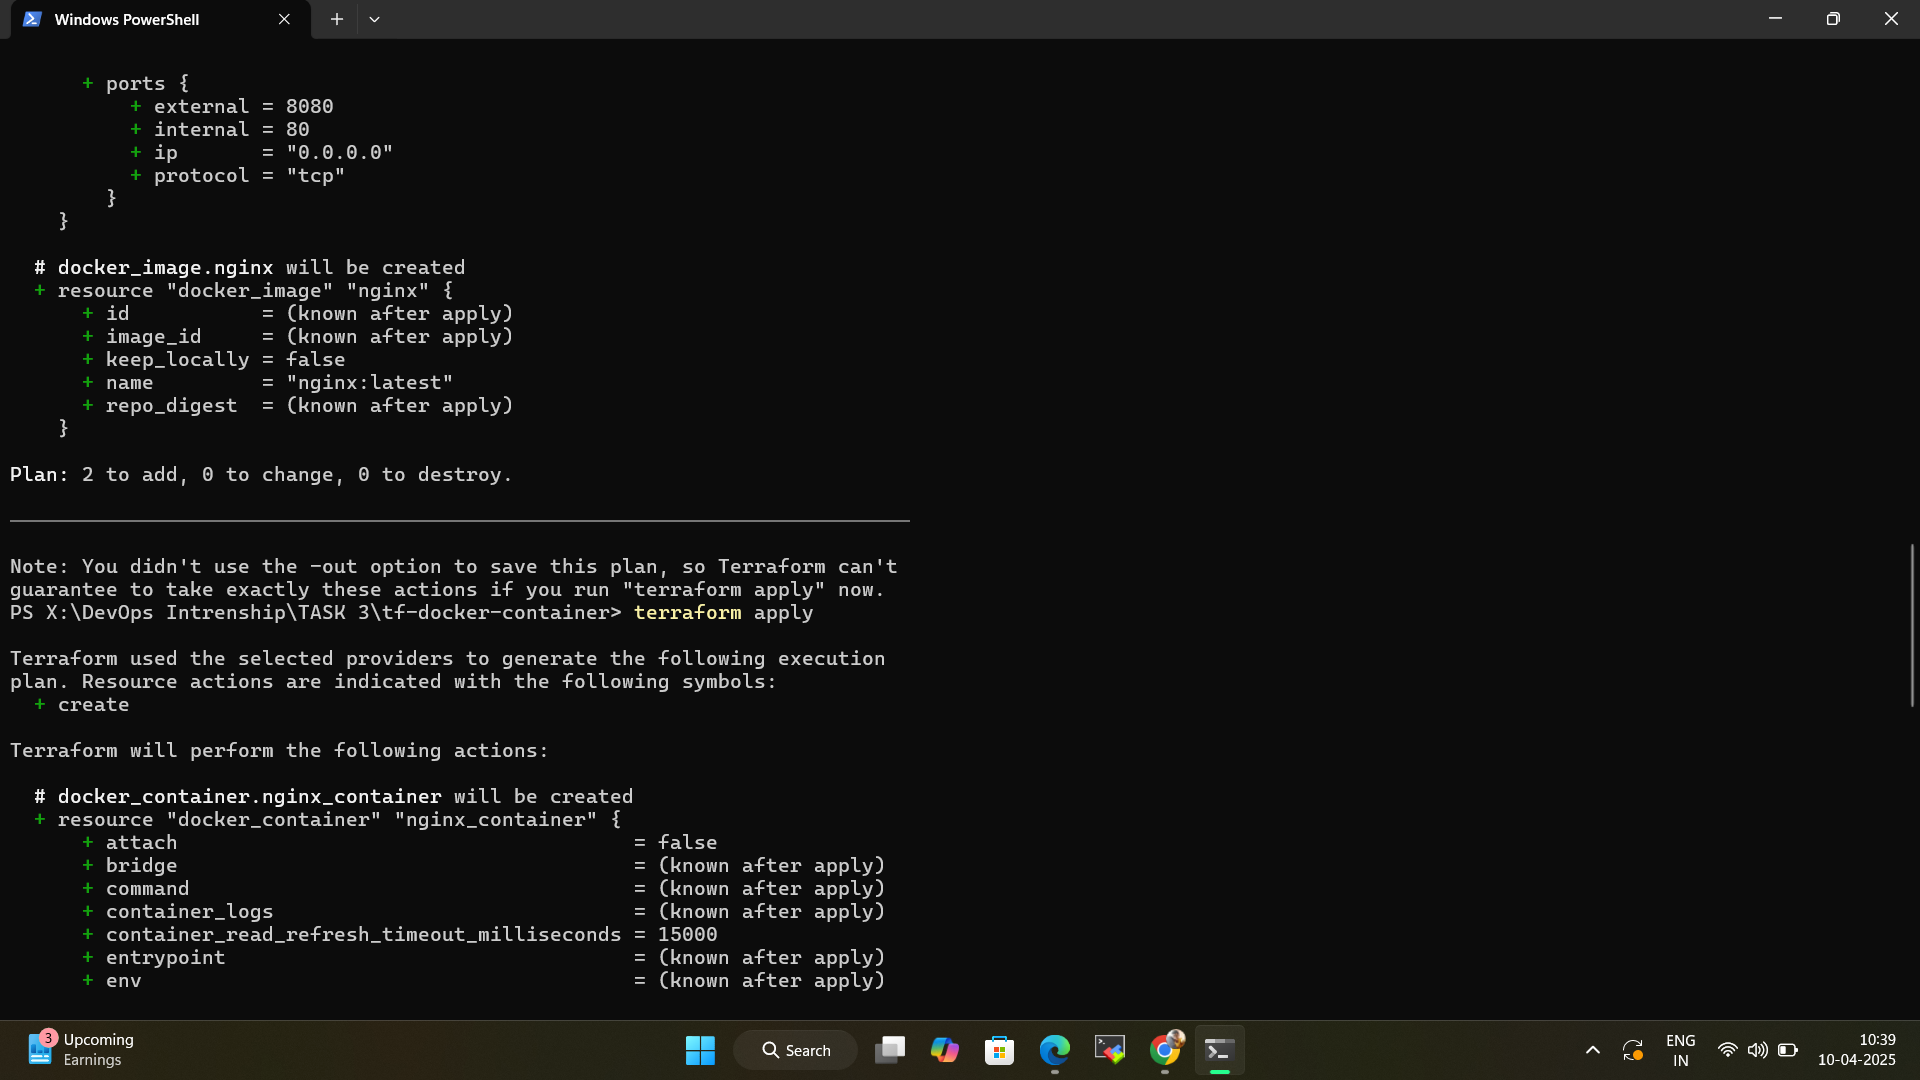 Windows PowerShell
+ ports {
+ external = 8080
+ internal = 80
+ ip       = "0.0.0.0"
+ protocol = "tcp"
}
}
# docker_image.nginx will be created
+ resource "docker_image" "nginx" {
+ id           = (known after apply)
+ image_id     = (known after apply)
+ keep_locally = false
+ name         = "nginx:latest"
+ repo_digest  = (known after apply)
}
Plan: 2 to add, 0 to change, 0 to destroy.
Note: You didn't use the -out option to save this plan, so Terraform can't
guarantee to take exactly these actions if you run "terraform apply" now.
PS X:\DevOps Intrenship\TASK 3\tf-docker-container> terraform apply
Terraform used the selected providers to generate the following execution
plan. Resource actions are indicated with the following symbols:
+ create
Terraform will perform the following actions:
# docker_container.nginx_container will be created
+ resource "docker_container" "nginx_container" {
+ attach                                      = false
+ bridge                                      = (known after apply)
+ command                                     = (known after apply)
+ container_logs                              = (known after apply)
+ container_read_refresh_timeout_milliseconds = 15000
+ entrypoint                                  = (known after apply)
+ env                                         = (known after apply)
3
Upcoming
Earnings
Search
ENG
IN
10:39
10-04-2025